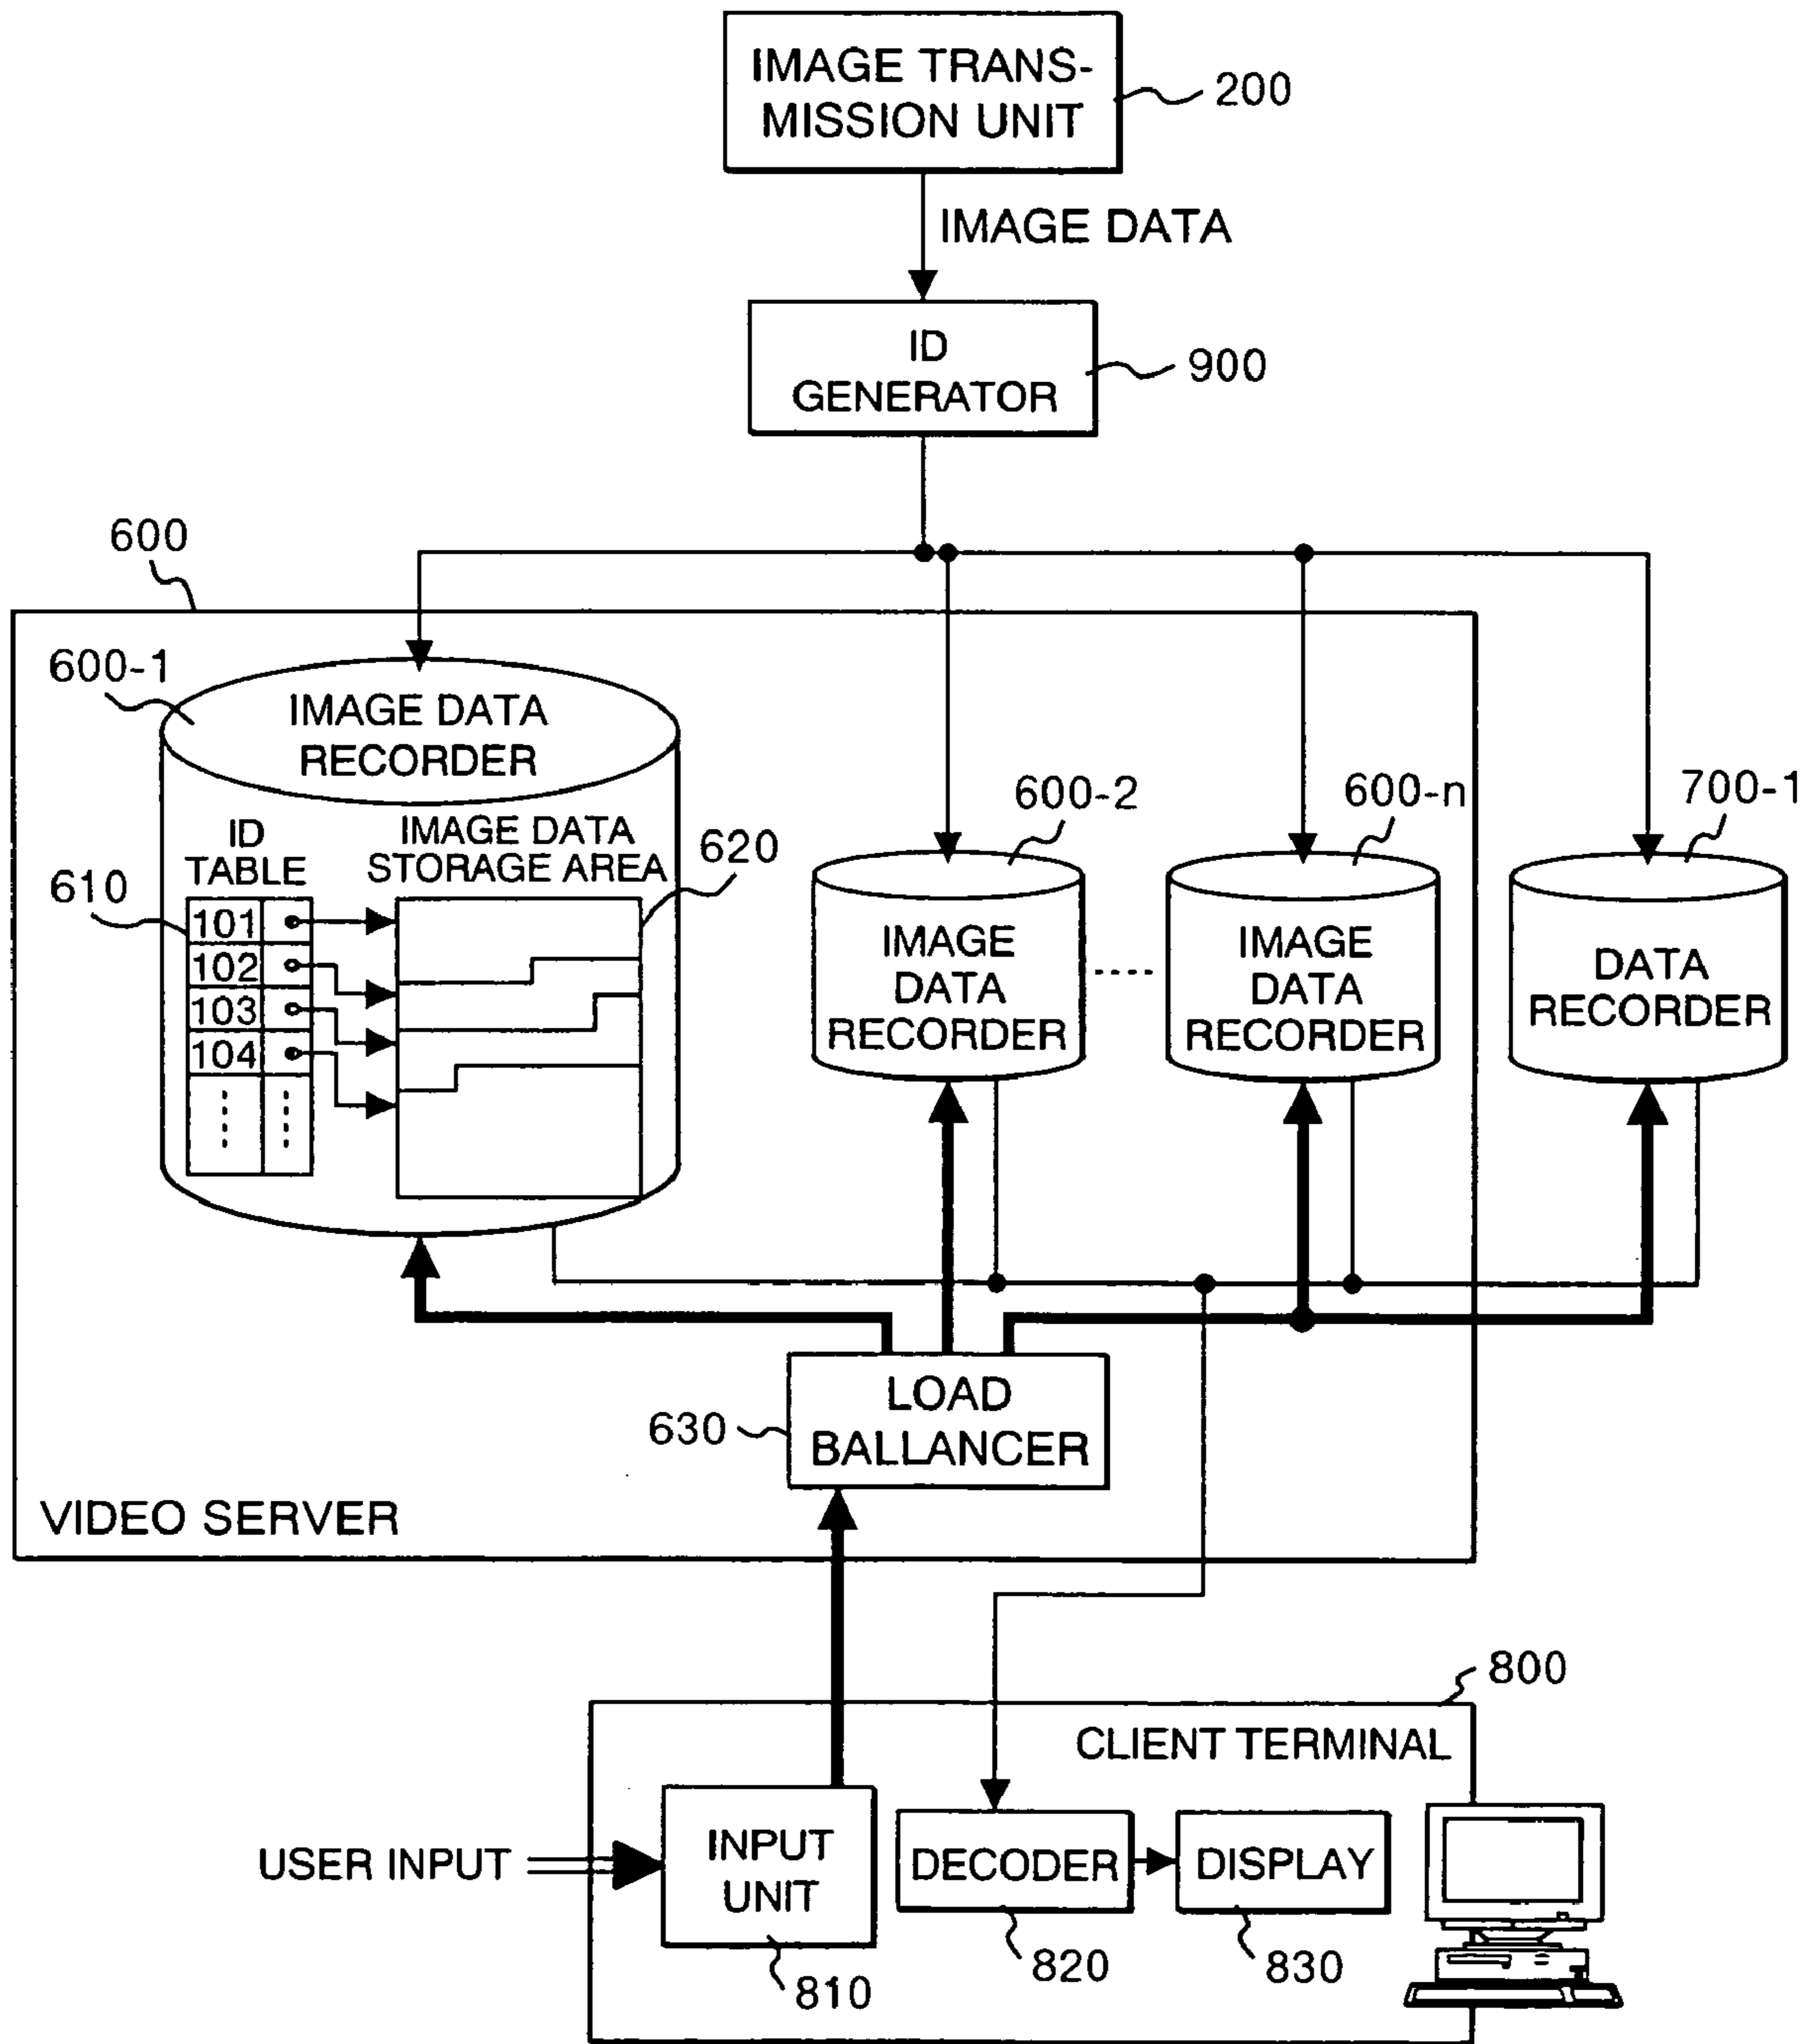 IMAGE TRANS-
MISSION UNIT
200
IMAGE DATA
ID
GENERATOR
900
600
600-1
IMAGE DATA
RECORDER
ID
TABLE
IMAGE DATA
STORAGE AREA
620
610
101
102
103
104
600-2
IMAGE
DATA
RECORDER
600-n
IMAGE
DATA
RECORDER
700-1
DATA
RECORDER
LOAD
BALLANCER
630
VIDEO SERVER
800
CLIENT TERMINAL
USER INPUT
INPUT
UNIT
810
DECODER
820
DISPLAY
830